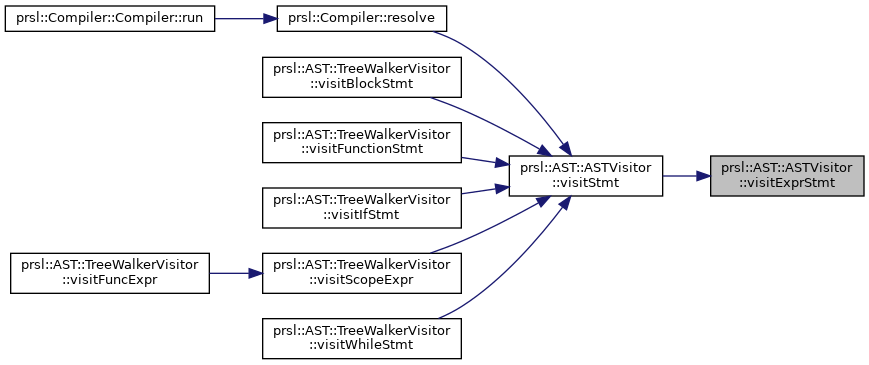 prsl::Compiler::Compiler::run
prsl::Compiler::resolve
prsl::AST::TreeWalkerVisitor
::visitBlockStmt
prsl::AST::TreeWalkerVisitor
::visitFunctionStmt
prsl::AST::TreeWalkerVisitor
::visitIfStmt
prsl::AST::TreeWalkerVisitor
::visitFuncExpr
prsl::AST::TreeWalkerVisitor
::visitScopeExpr
prsl::AST::TreeWalkerVisitor
::visitWhileStmt
prsl::AST::ASTVisitor
::visitStmt
prsl::AST::ASTVisitor
::visitExprStmt